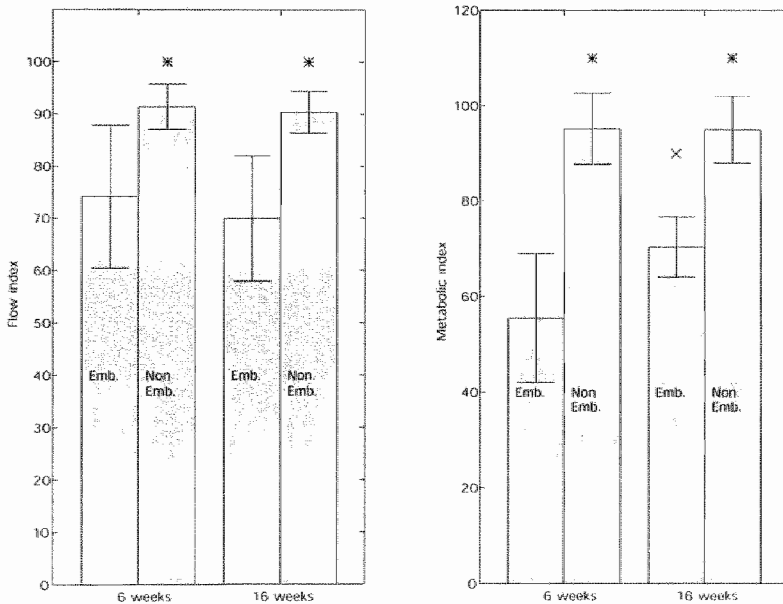 100
90
80
70
60
50
40
30
20
10
0
Flow index
*
*
Emb.
Non
Emb.
Emb.
Non
Emb.
6 weeks
16 weeks
120
100
80
60
40
20
0
Metabolic index
*
×
*
Emb.
Non
Emb.
Emb.
Non
Emb.
6 weeks
16 weeks